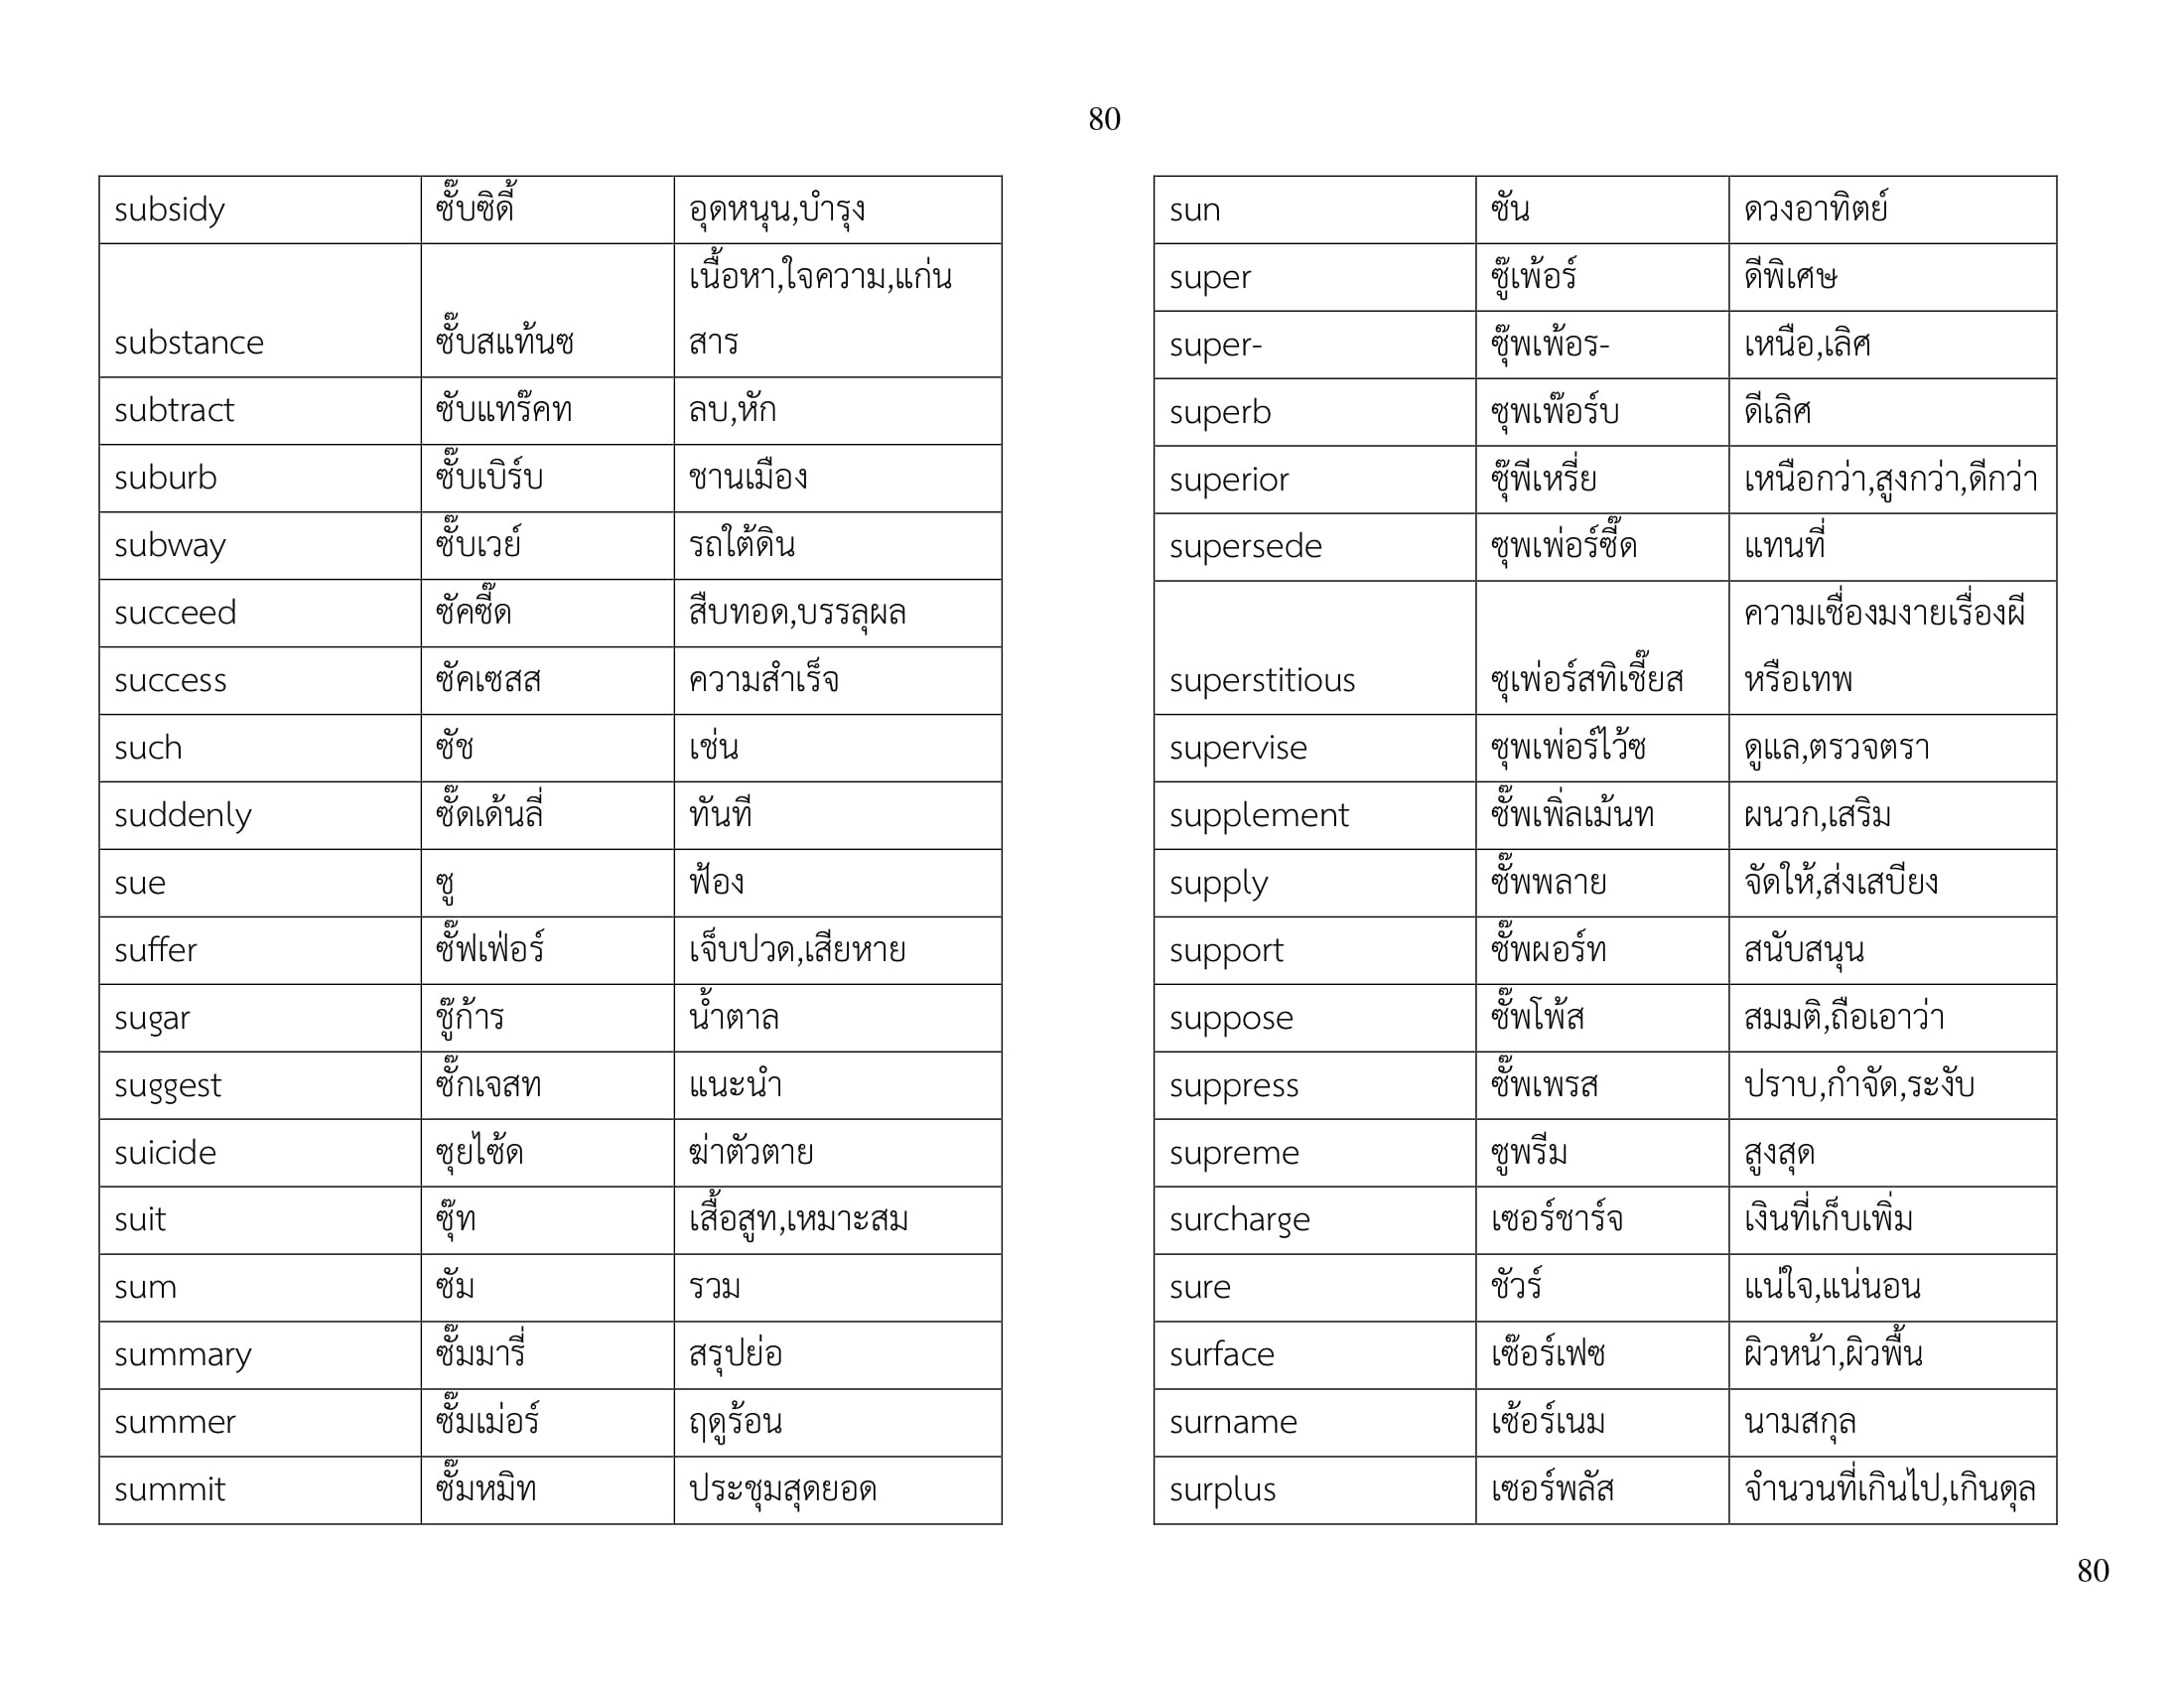 80
subsidy ซั๊บซิดี้ อุดหนุน,บำรุง
เนื้อหา,ใจความ,แก่น
substance ซั๊บสแท้นซ สาร
subtract ซับแทร๊คท ลบ,หัก
suburb ซั๊บเบิร์บ ชานเมือง
subway ซั๊บเวย์ รถใต้ดิน
succeed ซัคซี๊ด สืบทอด,บรรลุผล
success ซัคเซสส ความสำเร็จ
such ซัช เช่น
suddenly ซั๊ดเด้นลี่ ทันที
sue ซู ฟ้อง
suffer ซั๊ฟเฟ่อร์ เจ็บปวด,เสียหาย
sugar ชู๊ก้าร น้ำตาล
suggest ซั๊กเจสท แนะนำ
suicide ซุยไซ้ด ฆ่าตัวตาย
suit ซุ๊ท เสื้อสูท,เหมาะสม
sum ซัม รวม
summary ซั๊มมารี่ สรุปย่อ
summer ซั๊มเม่อร์ ฤดูร้อน
summit ซั๊มหมิท ประชุมสุดยอด
sun ซัน ดวงอาทิตย์
super ซู๊เพ้อร์ ดีพิเศษ
super- ซุ๊พเพ้อร- เหนือ,เลิศ
superb ซุพเพ๊อร์บ ดีเลิศ
superior ซุ๊พีเหรี่ย เหนือกว่า,สูงกว่า,ดีกว่า
supersede ซุพเพ่อร์ซี๊ด แทนที่
ความเชื่องมงายเรื่องผี
superstitious ซุเพ่อร์สทิเชี๊ยส หรือเทพ
supervise ซุพเพ่อร์ไว้ซ ดูแล,ตรวจตรา
supplement ซั๊พเพิ่ลเม้นท ผนวก,เสริม
supply ซั๊พพลาย จัดให้,ส่งเสบียง
support ซั๊พผอร์ท สนับสนุน
suppose ซั๊พโพ้ส สมมติ,ถือเอาว่า
suppress ซั๊พเพรส ปราบ,กำจัด,ระงับ
supreme ซูพรีม สูงสุด
surcharge เซอร์ชาร์จ เงินที่เก็บเพิ่ม
sure ชัวร์ แน่ใจ,แน่นอน
surface เซ๊อร์เฟซ ผิวหน้า,ผิวพื้น
surname เซ้อร์เนม นามสกุล
surplus เซอร์พลัส จำนวนที่เกินไป,เกินดุล
80